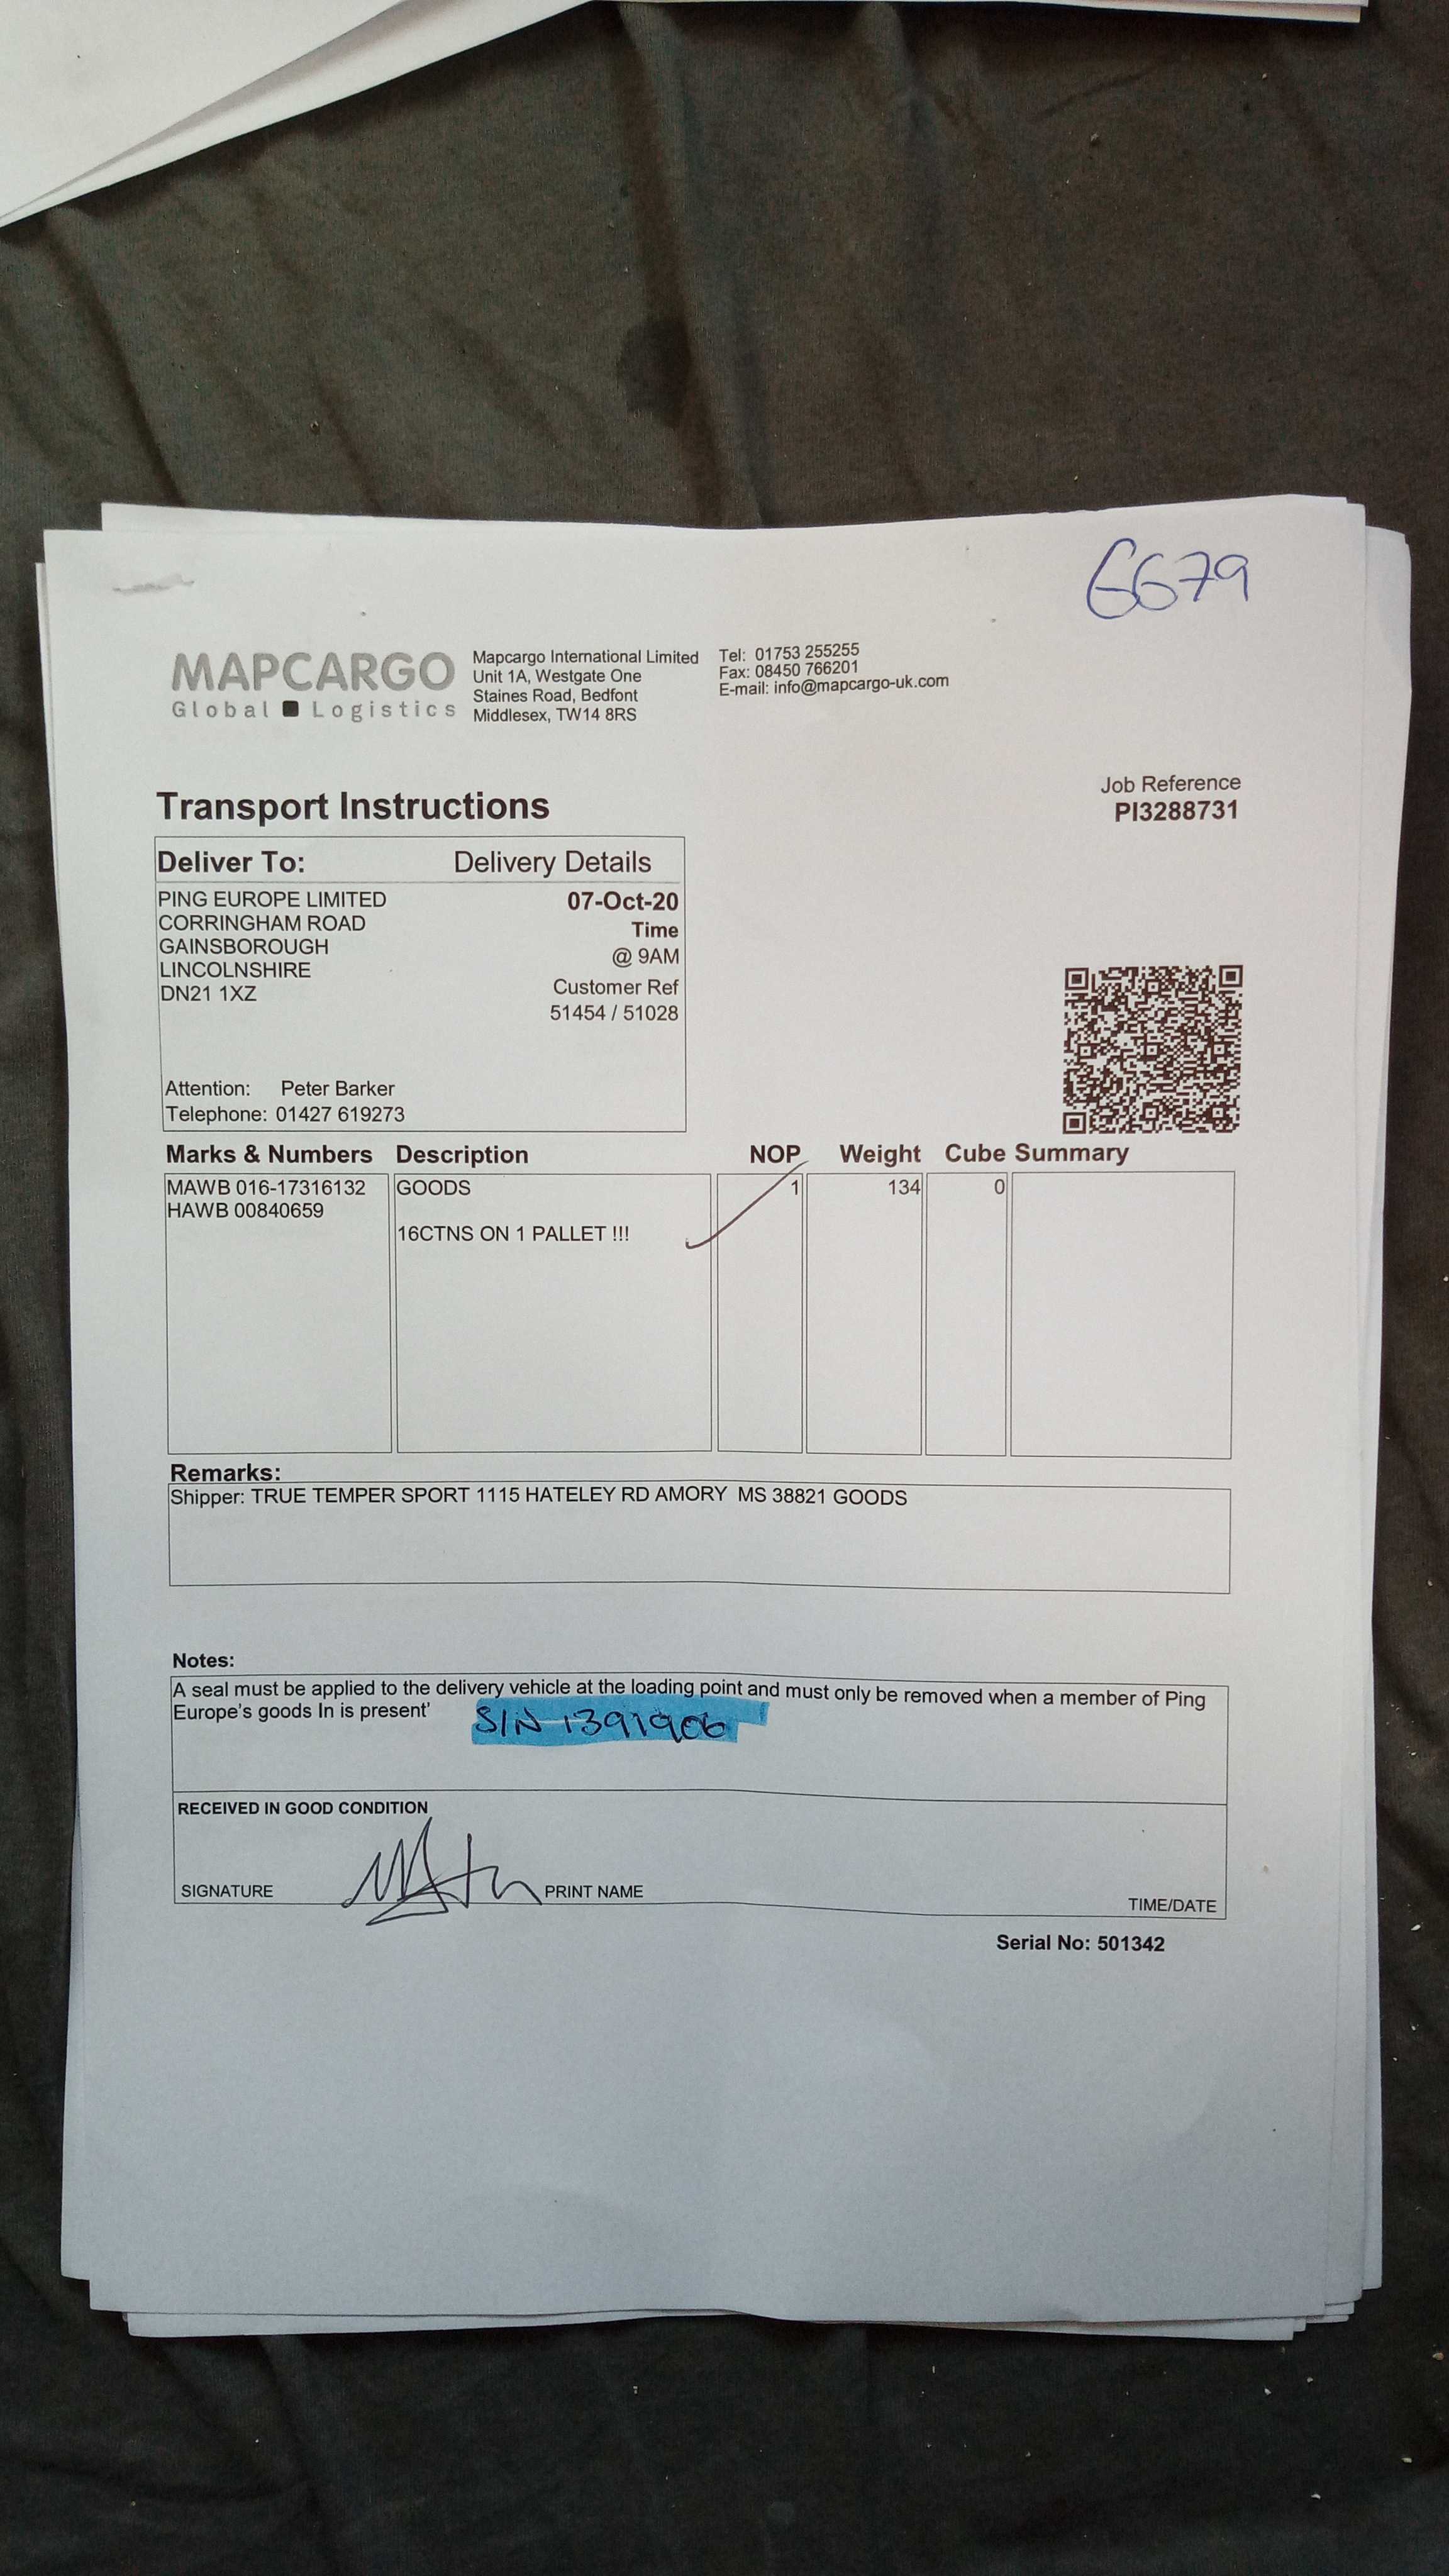 6679
MAPCARGO
Global Logistics
Mapcargo International Limited
Unit 1A, Westgate One
Staines Road, Bedfont
Middlesex, TW14 8RS
Tel: 01753 255255
Fax: 08450 766201
E-mail: info@mapcargo-uk.com
Job Reference
PI3288731
Transport Instructions
Deliver To: Delivery Details
PING EUROPE LIMITED
CORRINGHAM ROAD
GAINSBOROUGH
LINCOLNSHIRE
DN21 1XZ
07-Oct-20
Time
@ 9AM
Customer Ref
51454 / 51028
Attention: Peter Barker
Telephone: 01427 619273
Marks & Numbers Description NOP Weight Cube Summary
MAWB 016-17316132 GOODS 1 134 0
HAWB 00840659
16CTNS ON 1 PALLET !!!
Remarks:
Shipper: TRUE TEMPER SPORT 1115 HATELEY RD AMORY MS 38821 GOODS
Notes:
A seal must be applied to the delivery vehicle at the loading point and must only be removed when a member of Ping
Europe's goods In is present'
S/N 1391906
RECEIVED IN GOOD CONDITION
SIGNATURE PRINT NAME TIME/DATE
Serial No: 501342